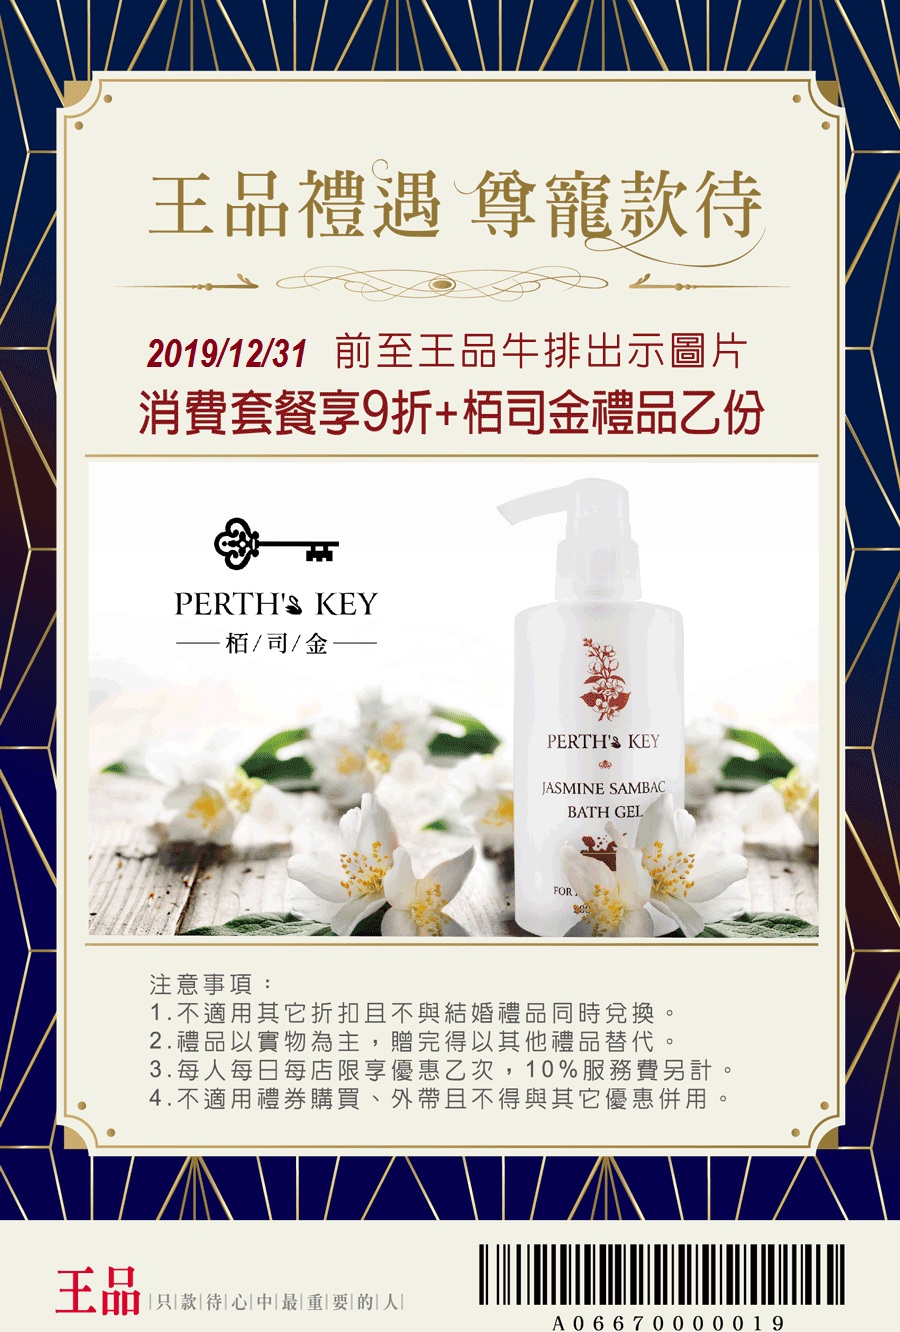 王品禮遇 尊寵款待
2019/12/31 前至王品牛排出示圖片
消費套餐享9折+栢司金禮品乙份
PERTH'S KEY
栢/司/金
PERTH'S KEY
JASMINE SAMBAC
BATH GEL
FOR
注意事項：
1.不適用其它折扣且不與結婚禮品同時兌換。
2.禮品以實物為主，贈完得以其他禮品替代。
3.每人每日每店限享優惠乙次，10%服務費另計。
4.不適用禮券購買、外帶且不得與其它優惠併用。
王品 |只|款|待|心|中|最|重|要|的|人|
A06670000019